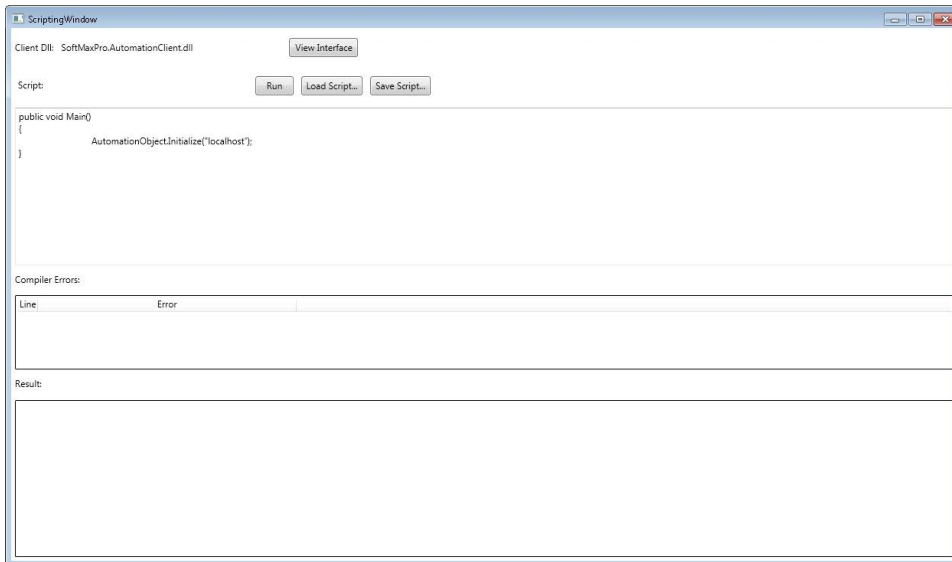 ScriptingWindow
Client Dll: SoftMaxPro.AutomationClient.dll View Interface
Script: Run Load Script... Save Script...
public void Main()
{
AutomationObject.Initialize("localhost");
}
Compiler Errors:
Line Error
Result: